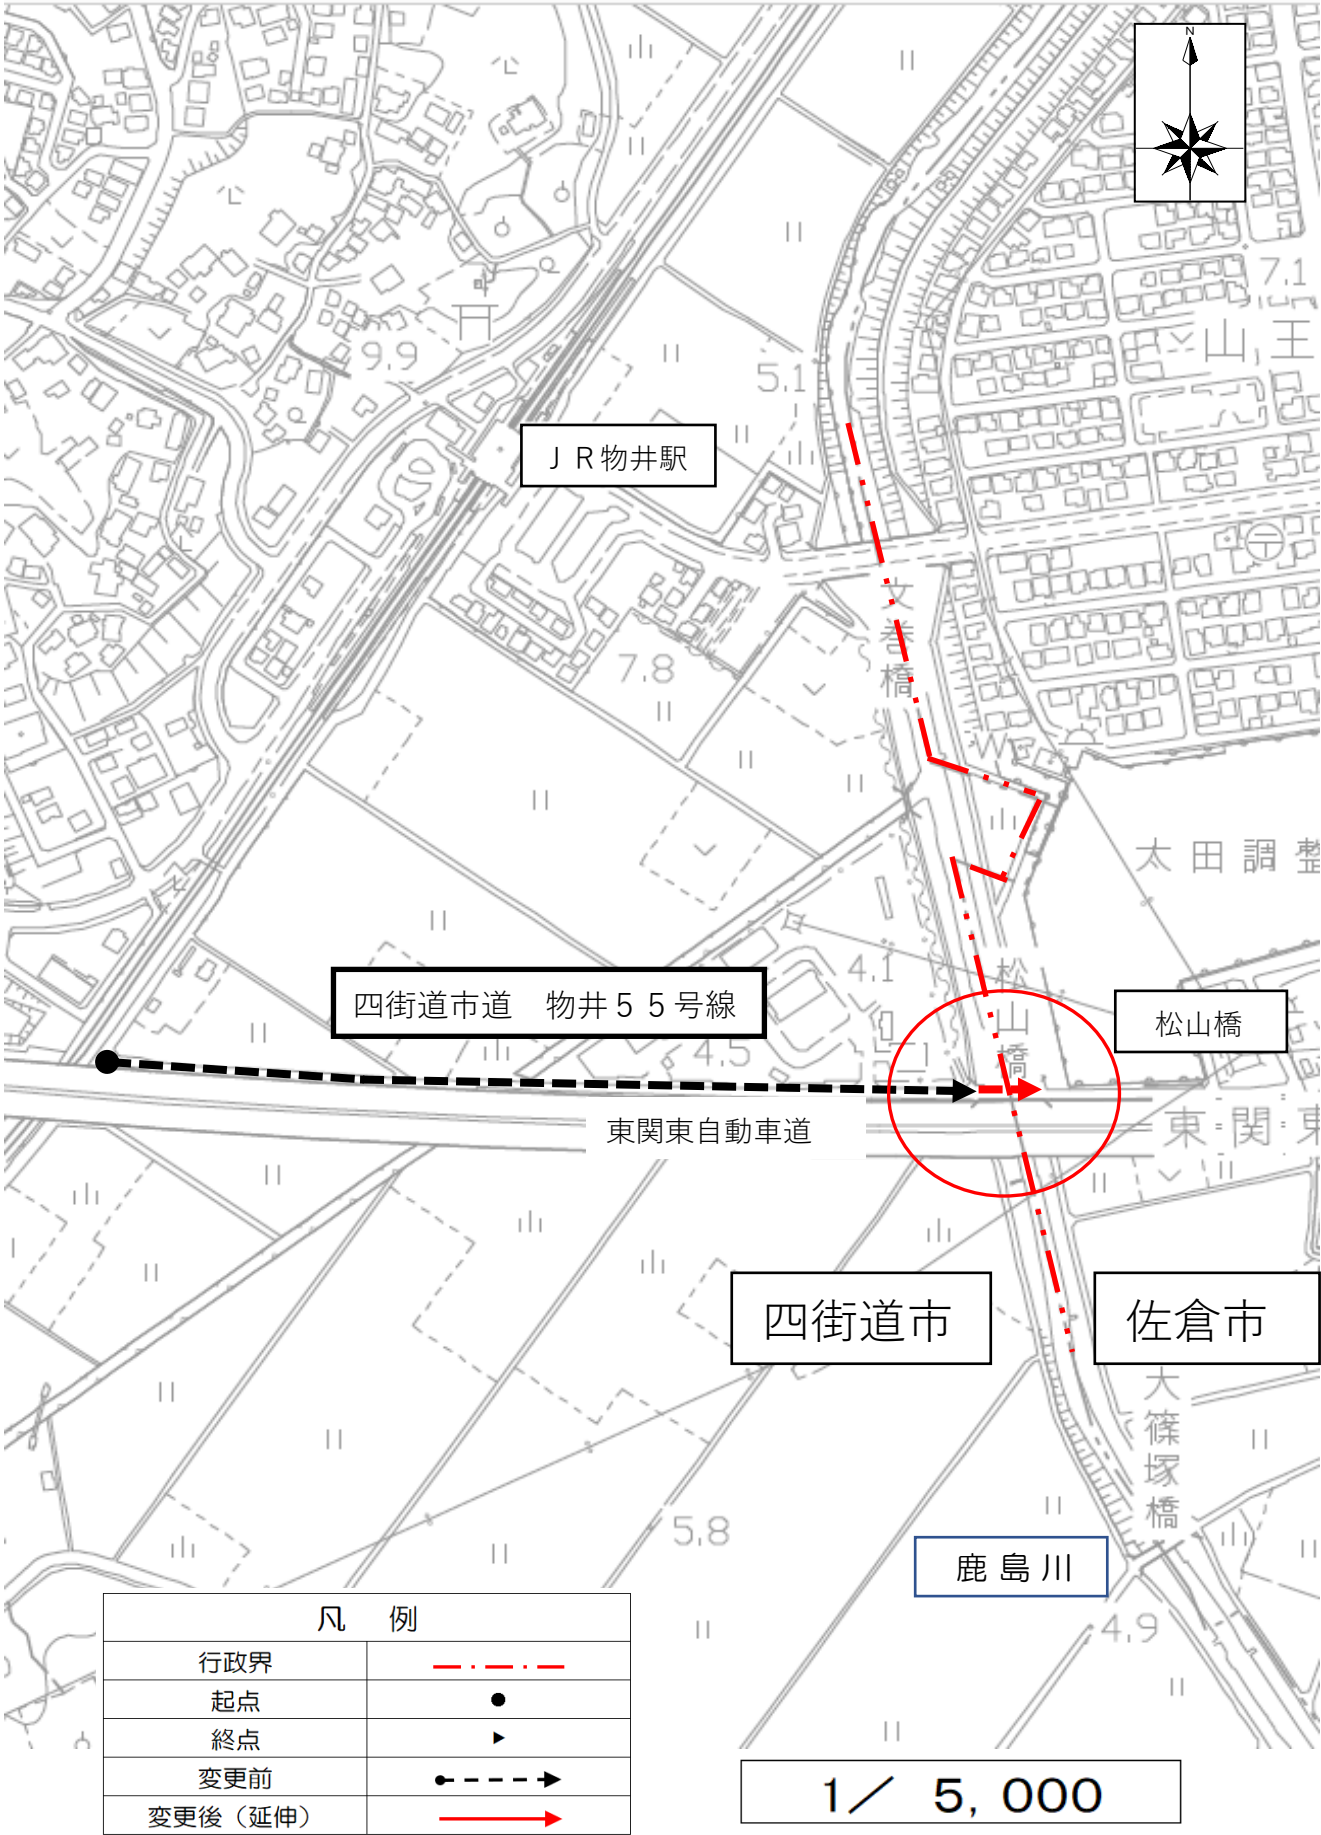 N
7.1
山王
9.9
5.1
ＪＲ物井駅
文巻橋
7.8
W
太田調整
4.1
松山橋
四街道市道　物井５５号線
松山橋
4.5
東関東自動車道
東関東
四街道市
佐倉市
大篠塚橋
5.8
鹿島川
4.9
凡　例
行政界
起点
終点
変更前
変更後（延伸）
1／ 5,000